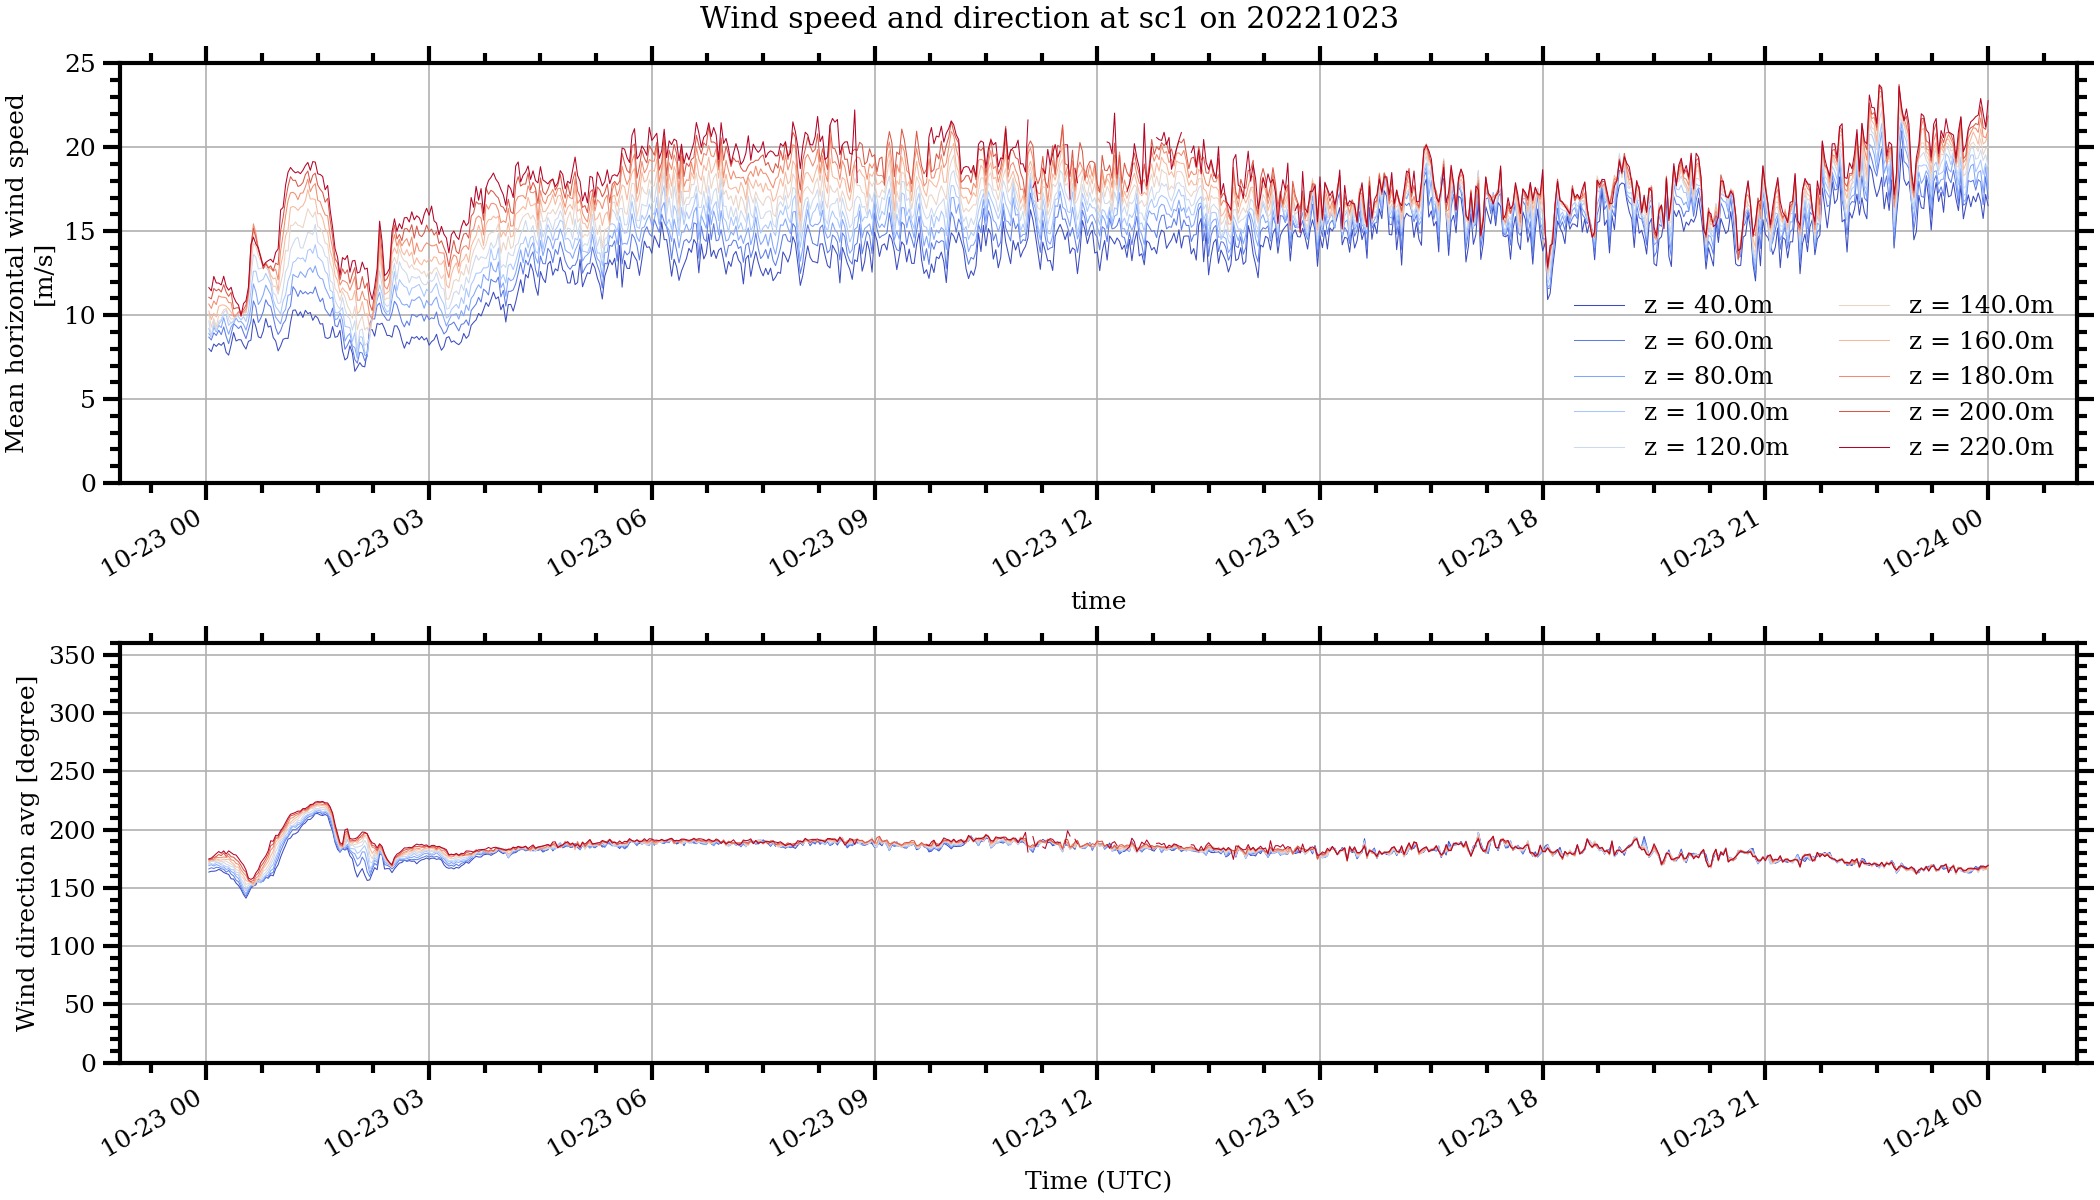 Wind speed and direction at sc1 on 20221023
Mean horizontal wind speed
[m/s]
25
20
15
10
5
0
z = 40.0m
z = 60.0m
z = 80.0m
z = 100.0m
z = 120.0m
z = 140.0m
z = 160.0m
z = 180.0m
z = 200.0m
z = 220.0m
10-23 00
10-23 03
10-23 06
10-23 09
10-23 12
10-23 15
10-23 18
10-23 21
10-24 00
time
Wind direction avg [degree]
350
300
250
200
150
100
50
0
10-23 00
10-23 03
10-23 06
10-23 09
10-23 12
10-23 15
10-23 18
10-23 21
10-24 00
Time (UTC)